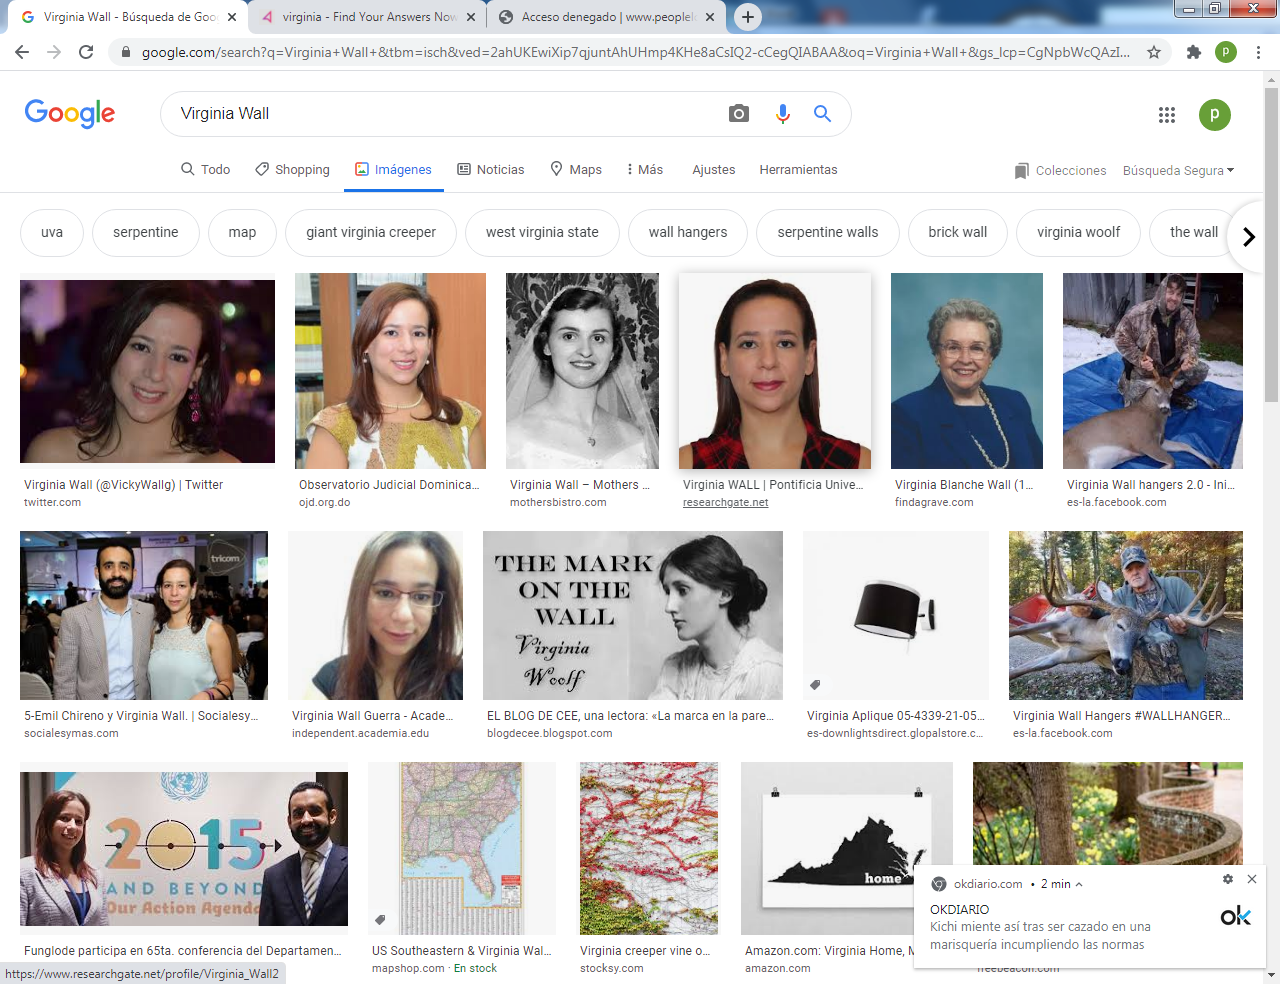 Virginia Wall - Búsqueda de Goo
virginia - Find Your Answers Now
Acceso denegado | www.peoplelo
google.com/search?q=Virginia+Wall+&tbm=isch&ved=2ahUKEwiXip7qjuntAhUHmp4KHe8aCsIQ2-cCegQIABAA&oq=Virginia+Wall+&gs_lcp=CgNpbWcQAzI...
p
Google
Virginia Wall
p
Todo
Shopping
Imágenes
Noticias
Maps
Más
Ajustes
Herramientas
Colecciones
Búsqueda Segura
uva
serpentine
map
giant virginia creeper
west virginia state
wall hangers
serpentine walls
brick wall
virginia woolf
the wall
Virginia Wall (@VickyWallg) | Twitter
twitter.com
Observatorio Judicial Dominica...
ojd.org.do
Virginia Wall – Mothers ...
mothersbistro.com
Virginia WALL | Pontificia Unive...
researchgate.net
Virginia Blanche Wall (1...
findagrave.com
Virginia Wall hangers 2.0 - Ini...
es-la.facebook.com
tricom
THE MARK
ON THE
WALL
Virginia
Woolf
5-Emil Chireno y Virginia Wall. | Socialesy...
socialesymas.com
Virginia Wall Guerra - Acade...
independent.academia.edu
EL BLOG DE CEE, una lectora: «La marca en la pare...
blogdecee.blogspot.com
Virginia Aplique 05-4339-21-05...
es-downlightsdirect.glopalstore.c...
Virginia Wall Hangers #WALLHANGER...
es-la.facebook.com
2015
AND BEYOND
Our Action Agenda
home
Funglode participa en 65ta. conferencia del Departamen...
US Southeastern & Virginia Wal...
mapshop.com · En stock
Virginia creeper vine o...
stocksy.com
Amazon.com: Virginia Home, M
amazon.com
freebeacon.com
okdiario.com • 2 min
OKDIARIO
Kichi miente así tras ser cazado en una
marisquería incumpliendo las normas
ok
https://www.researchgate.net/profile/Virginia_Wall2